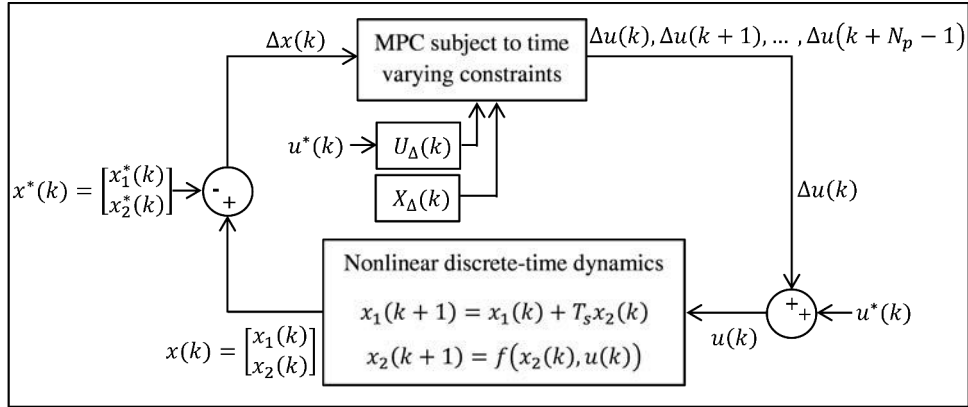 Δx(k)
MPC subject to time
varying constraints
Δu(k), Δu(k + 1), … , Δu(k + N_p − 1)
u*(k)
U_Δ(k)
X_Δ(k)
x*(k) = [x_1*(k)
x_2*(k)]
-
+
Δu(k)
Nonlinear discrete-time dynamics
x_1(k + 1) = x_1(k) + T_s x_2(k)
x_2(k + 1) = f(x_2(k), u(k))
+
+
u*(k)
u(k)
x(k) = [x_1(k)
x_2(k)]